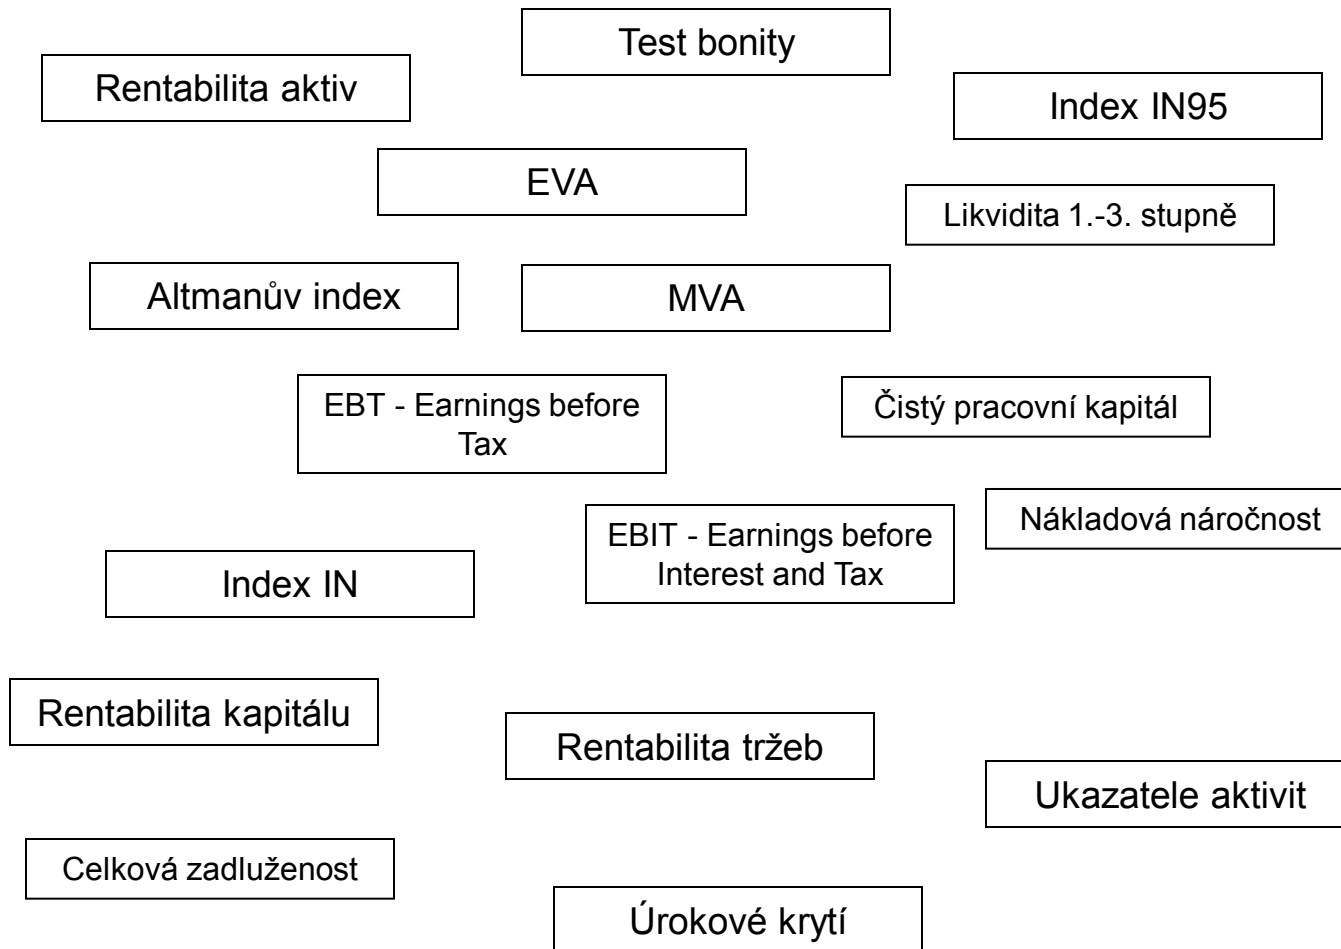 Test bonity
Rentabilita aktiv
Index IN95
EVA
Likvidita 1.-3. stupně
Altmanův index
MVA
EBT - Earnings before
Tax
Čistý pracovní kapitál
Nákladová náročnost
EBIT - Earnings before
Interest and Tax
Index IN
Rentabilita kapitálu
Rentabilita tržeb
Ukazatele aktivit
Celková zadluženost
Úrokové krytí